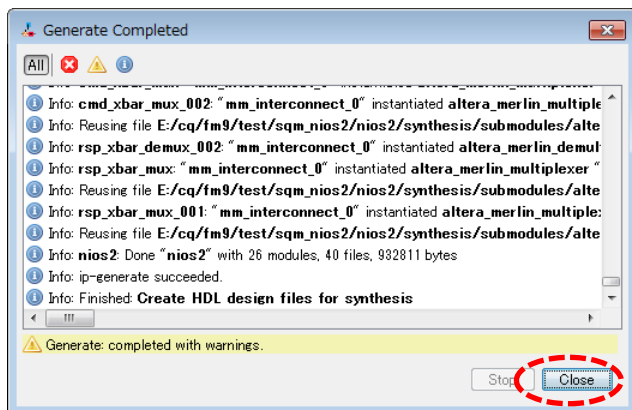 Generate Completed
All
Info: cmd_xbar_mux_002: "mm_interconnect_0" instantiated altera_merlin_multiple
Info: Reusing file E:/cq/fm9/test/sqm_nios2/nios2/synthesis/submodules/alte
Info: rsp_xbar_demux_002: "mm_interconnect_0" instantiated altera_merlin_demul
Info: rsp_xbar_mux: "mm_interconnect_0" instantiated altera_merlin_multiplexer "
Info: Reusing file E:/cq/fm9/test/sqm_nios2/nios2/synthesis/submodules/alte
Info: rsp_xbar_mux_001: "mm_interconnect_0" instantiated altera_merlin_multiplex
Info: Reusing file E:/cq/fm9/test/sqm_nios2/nios2/synthesis/submodules/alte
Info: nios2: Done "nios2" with 26 modules, 40 files, 932811 bytes
Info: ip-generate succeeded.
Info: Finished: Create HDL design files for synthesis
Generate: completed with warnings.
Stop Close